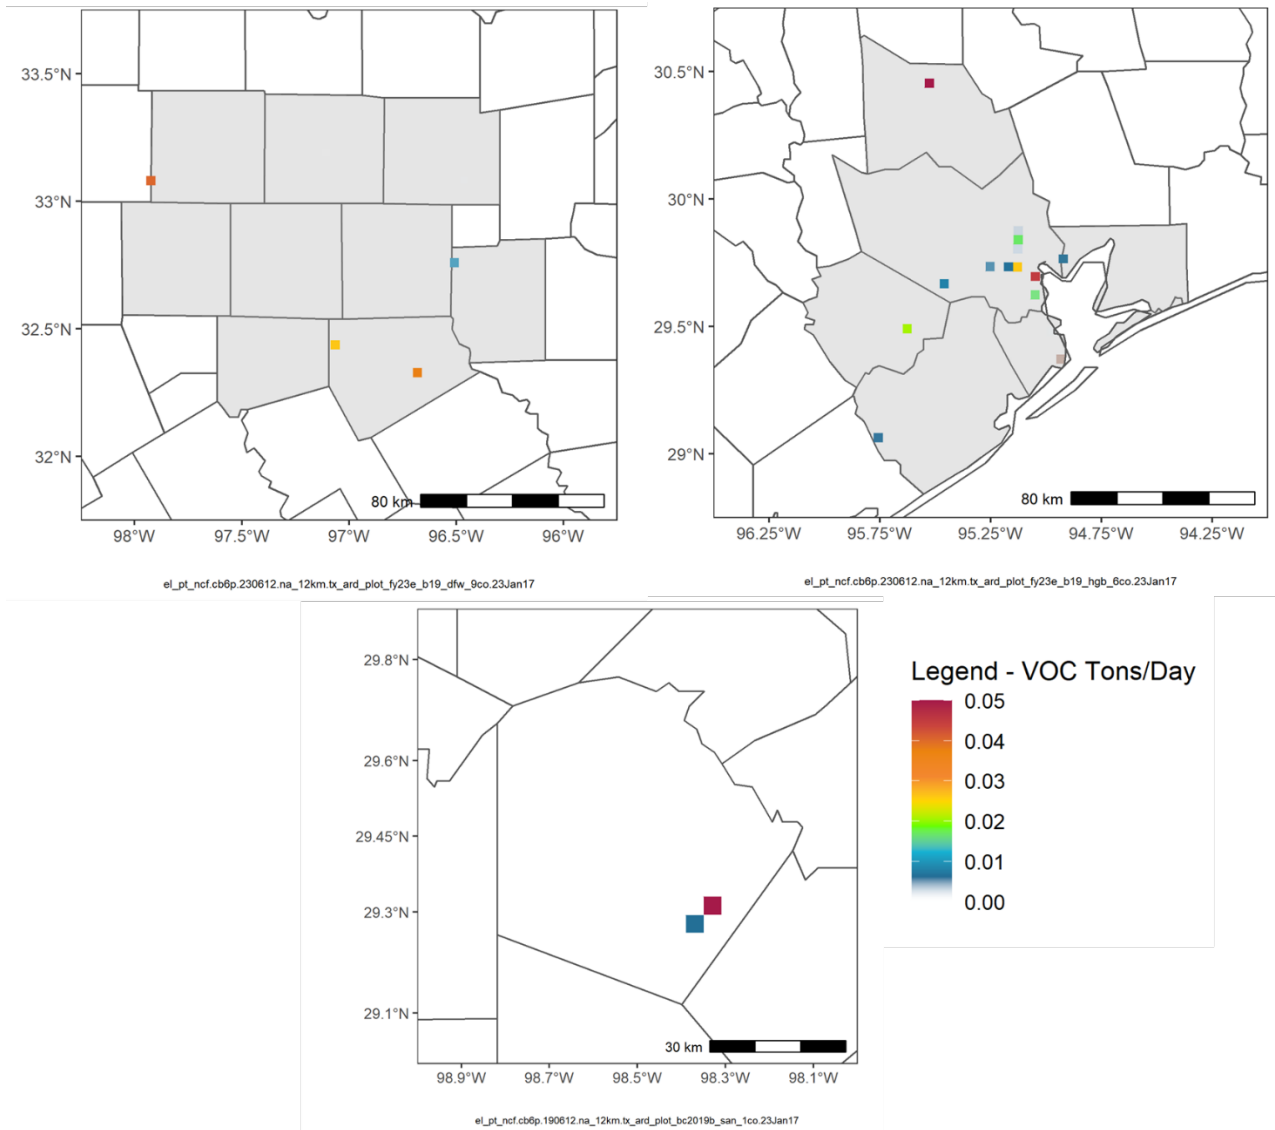 33.5°N
33°N
32.5°N
32°N
80 km
98°W 97.5°W 97°W 96.5°W 96°W
el_pt_ncf.cb6p.230612.na_12km.tx_ard_plot_fy23e_b19_dfw_9co.23Jan17
30.5°N
30°N
29.5°N
29°N
80 km
96.25°W 95.75°W 95.25°W 94.75°W 94.25°W
el_pt_ncf.cb6p.230612.na_12km.tx_ard_plot_fy23e_b19_hgb_6co.23Jan17
29.8°N
29.6°N
29.45°N
29.3°N
29.1°N
30 km
98.9°W 98.7°W 98.5°W 98.3°W 98.1°W
el_pt_ncf.cb6p.190612.na_12km.tx_ard_plot_bc2019b_san_1co.23Jan17
Legend - VOC Tons/Day
0.05
0.04
0.03
0.02
0.01
0.00